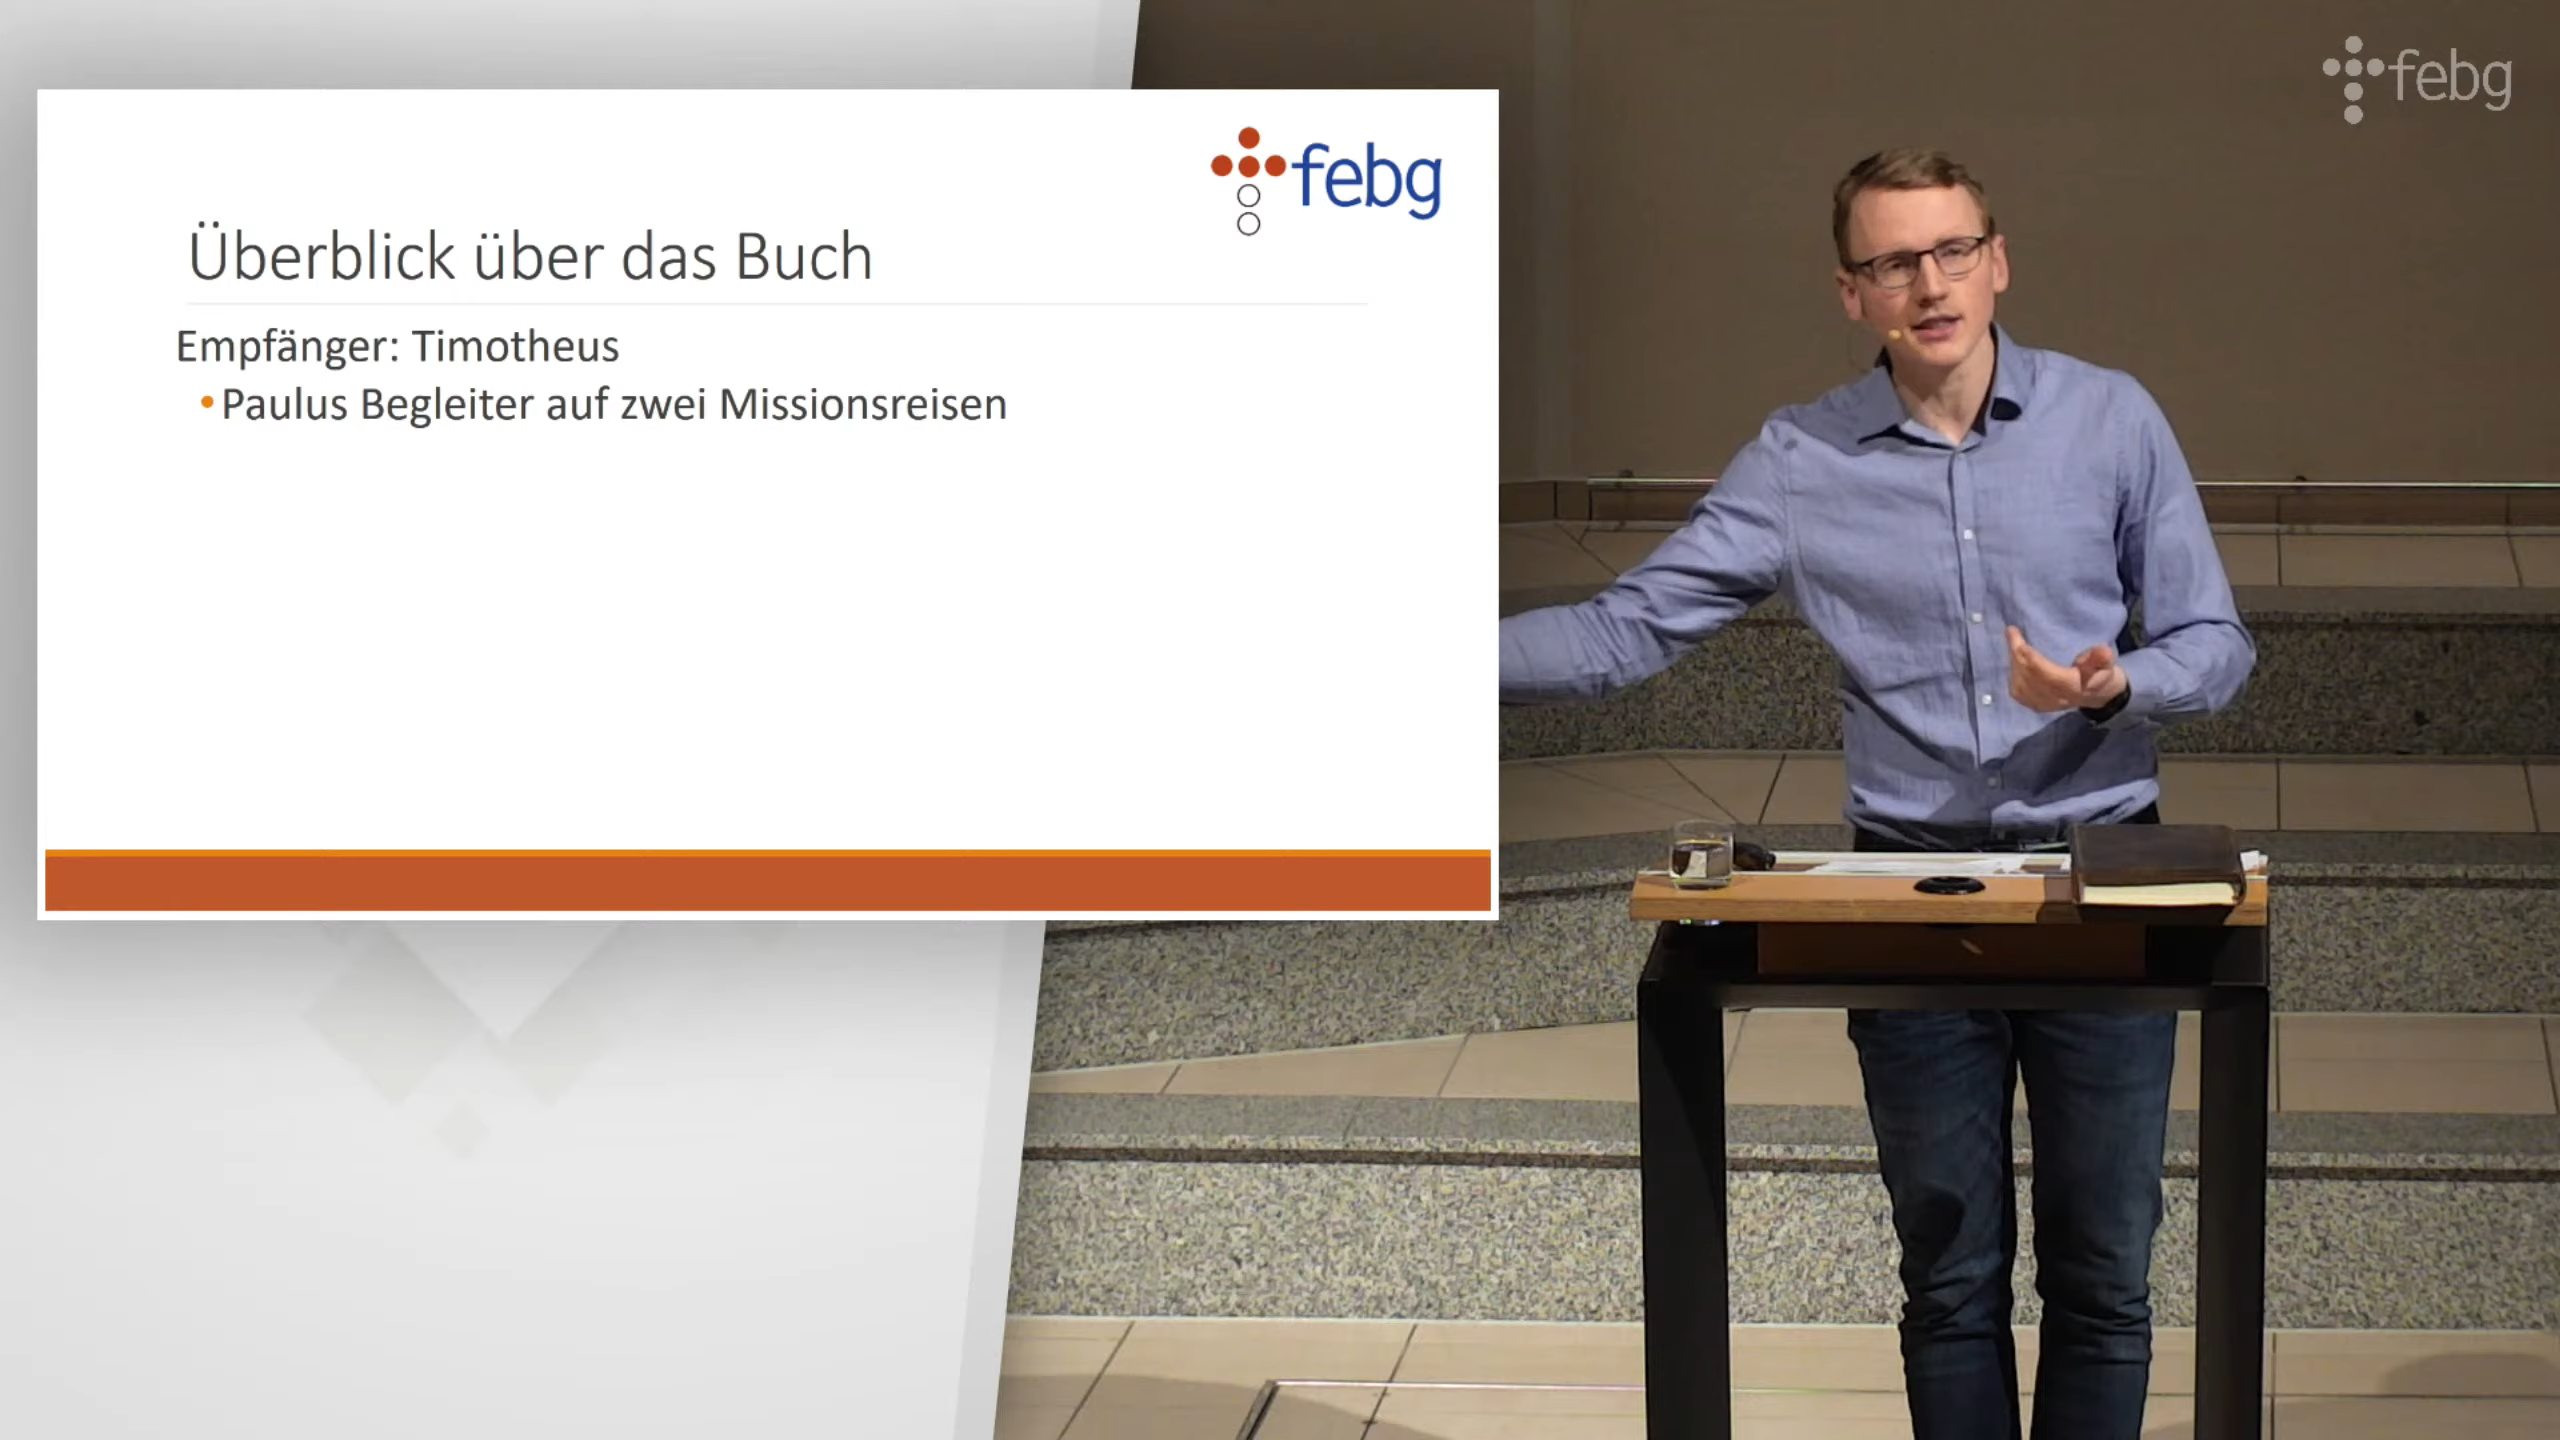 febg
febg
Überblick über das Buch
Empfänger: Timotheus
•Paulus Begleiter auf zwei Missionsreisen